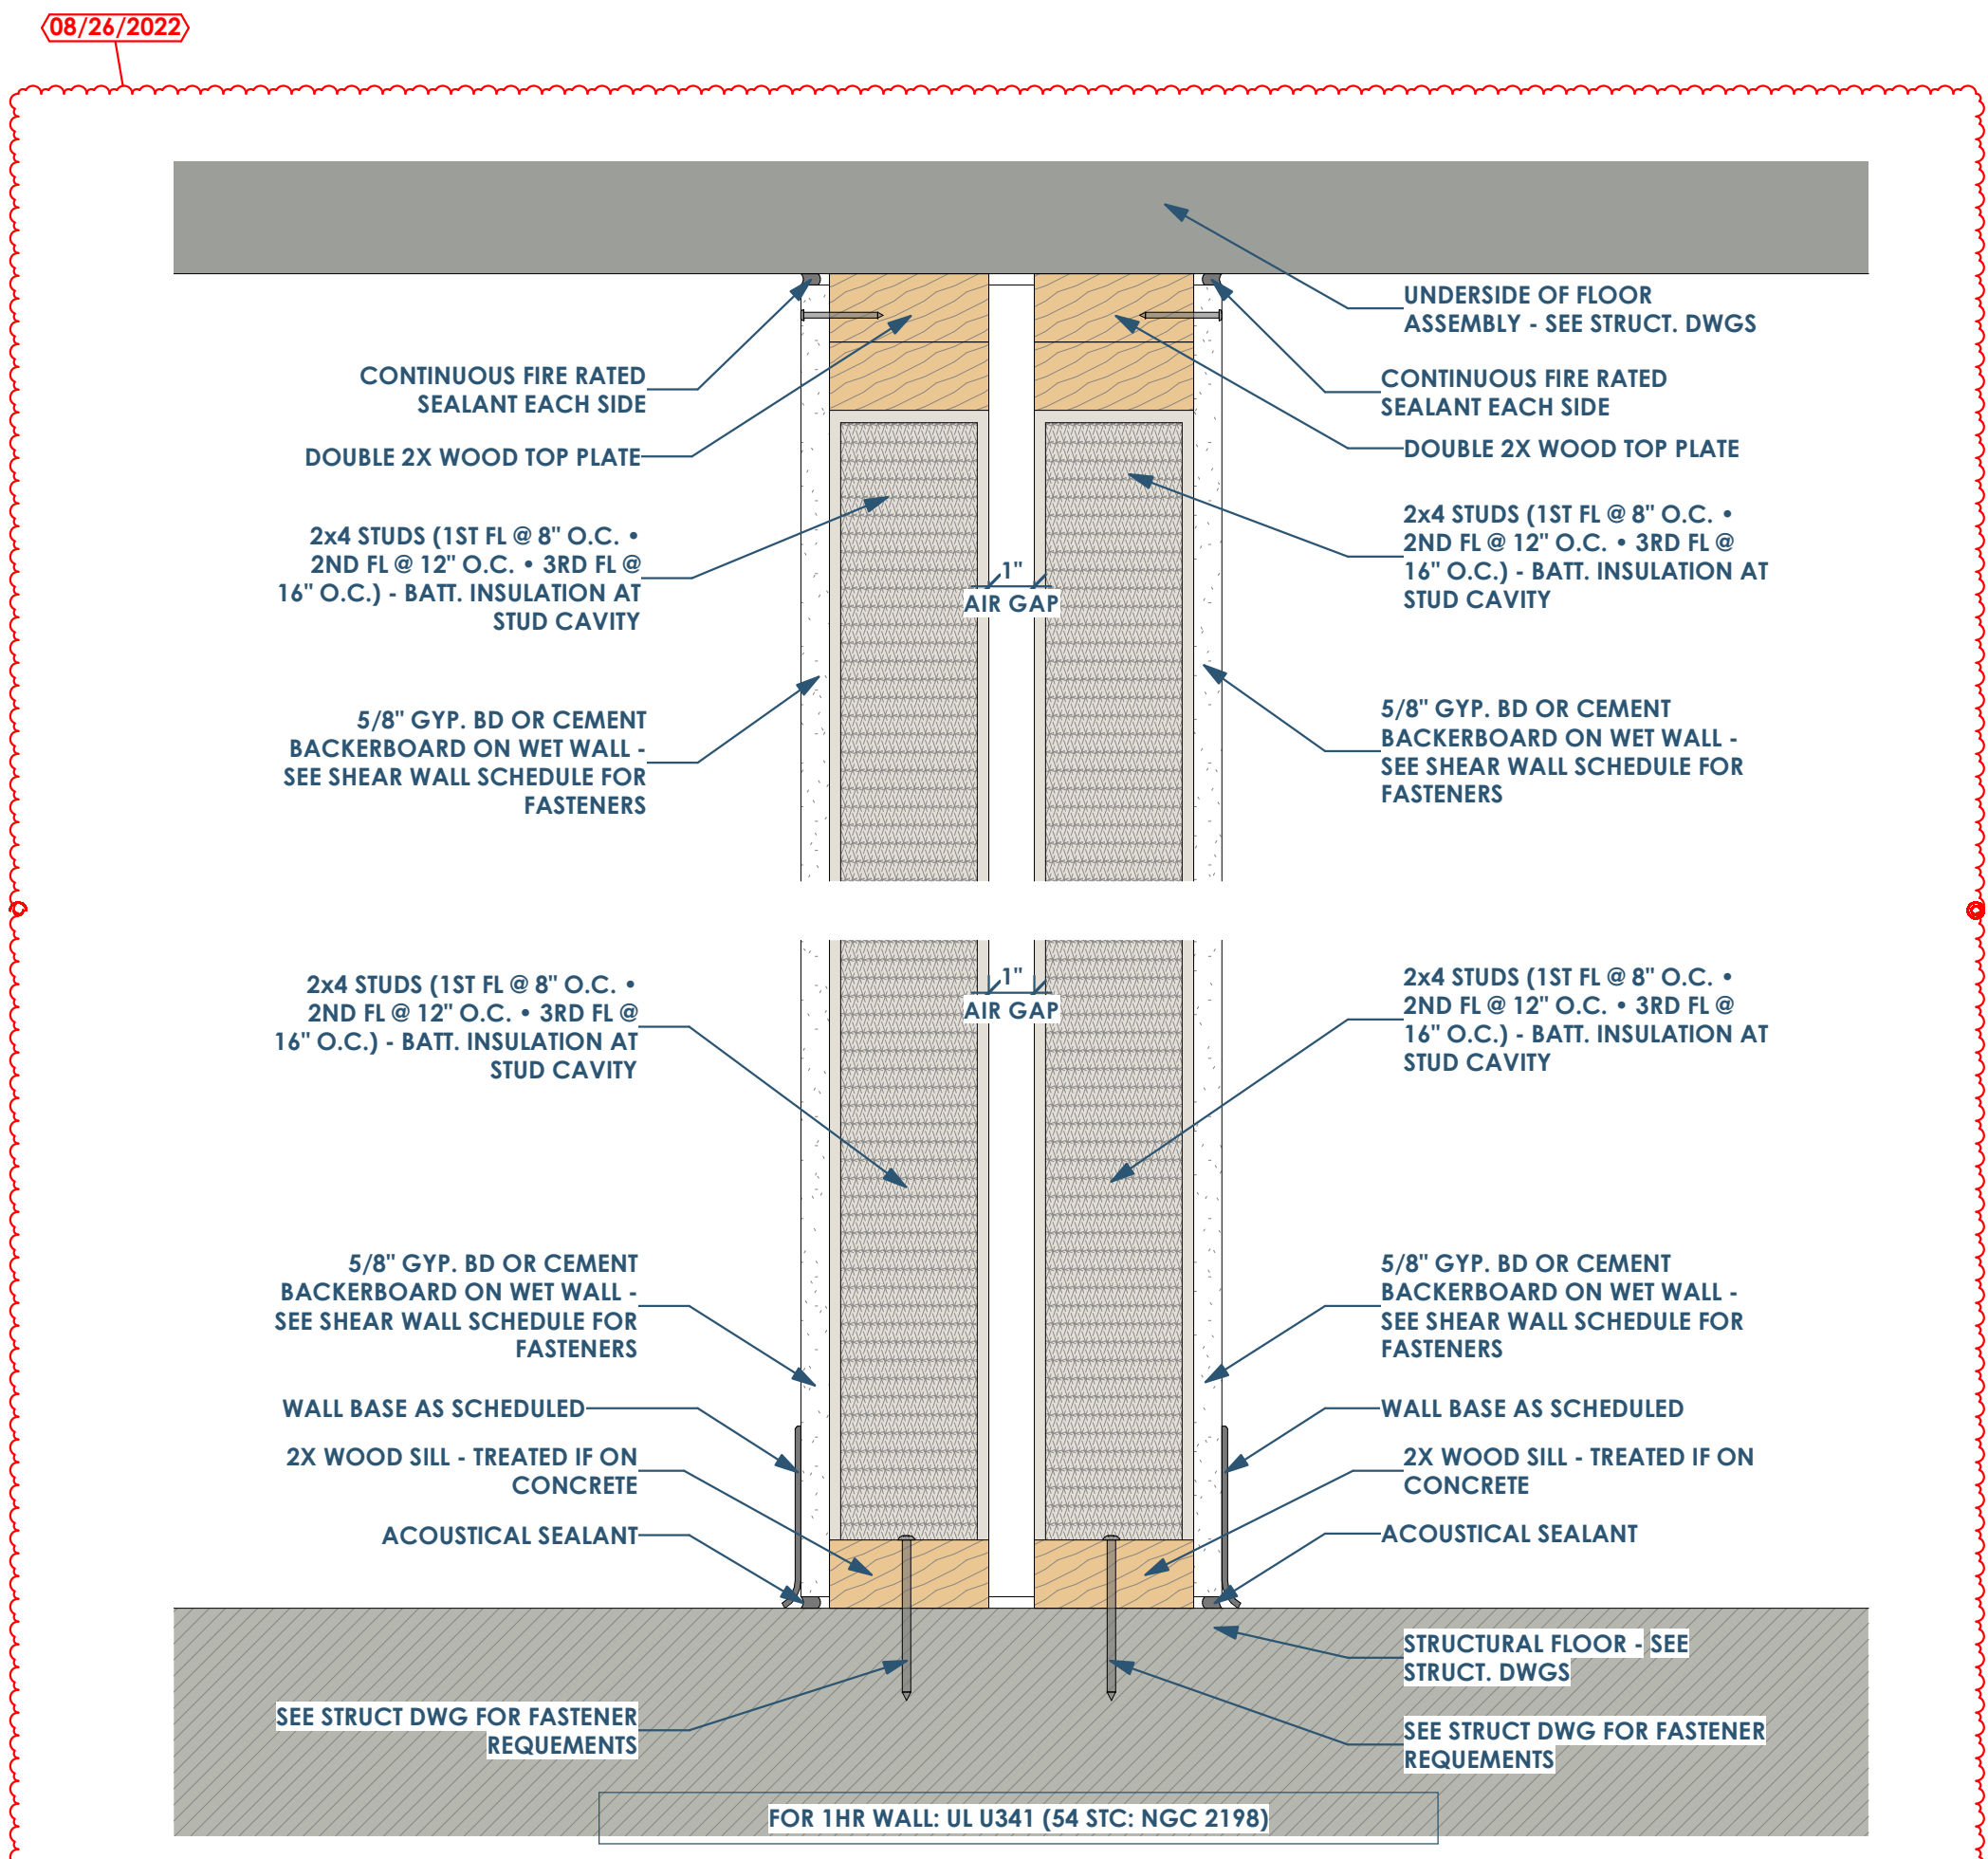 08/26/2022
UNDERSIDE OF FLOOR
ASSEMBLY - SEE STRUCT. DWGS
CONTINUOUS FIRE RATED
SEALANT EACH SIDE
CONTINUOUS FIRE RATED
SEALANT EACH SIDE
DOUBLE 2X WOOD TOP PLATE
DOUBLE 2X WOOD TOP PLATE
2x4 STUDS (1ST FL @ 8" O.C. •
2ND FL @ 12" O.C. • 3RD FL @
16" O.C.) - BATT. INSULATION AT
STUD CAVITY
1"
AIR GAP
2x4 STUDS (1ST FL @ 8" O.C. •
2ND FL @ 12" O.C. • 3RD FL @
16" O.C.) - BATT. INSULATION AT
STUD CAVITY
5/8" GYP. BD OR CEMENT
BACKERBOARD ON WET WALL -
SEE SHEAR WALL SCHEDULE FOR
FASTENERS
5/8" GYP. BD OR CEMENT
BACKERBOARD ON WET WALL -
SEE SHEAR WALL SCHEDULE FOR
FASTENERS
2x4 STUDS (1ST FL @ 8" O.C. •
2ND FL @ 12" O.C. • 3RD FL @
16" O.C.) - BATT. INSULATION AT
STUD CAVITY
1"
AIR GAP
2x4 STUDS (1ST FL @ 8" O.C. •
2ND FL @ 12" O.C. • 3RD FL @
16" O.C.) - BATT. INSULATION AT
STUD CAVITY
5/8" GYP. BD OR CEMENT
BACKERBOARD ON WET WALL -
SEE SHEAR WALL SCHEDULE FOR
FASTENERS
5/8" GYP. BD OR CEMENT
BACKERBOARD ON WET WALL -
SEE SHEAR WALL SCHEDULE FOR
FASTENERS
WALL BASE AS SCHEDULED
WALL BASE AS SCHEDULED
2X WOOD SILL - TREATED IF ON
CONCRETE
2X WOOD SILL - TREATED IF ON
CONCRETE
ACOUSTICAL SEALANT
ACOUSTICAL SEALANT
STRUCTURAL FLOOR - SEE
STRUCT. DWGS
SEE STRUCT DWG FOR FASTENER
REQUEMENTS
SEE STRUCT DWG FOR FASTENER
REQUEMENTS
FOR 1HR WALL: UL U341 (54 STC: NGC 2198)